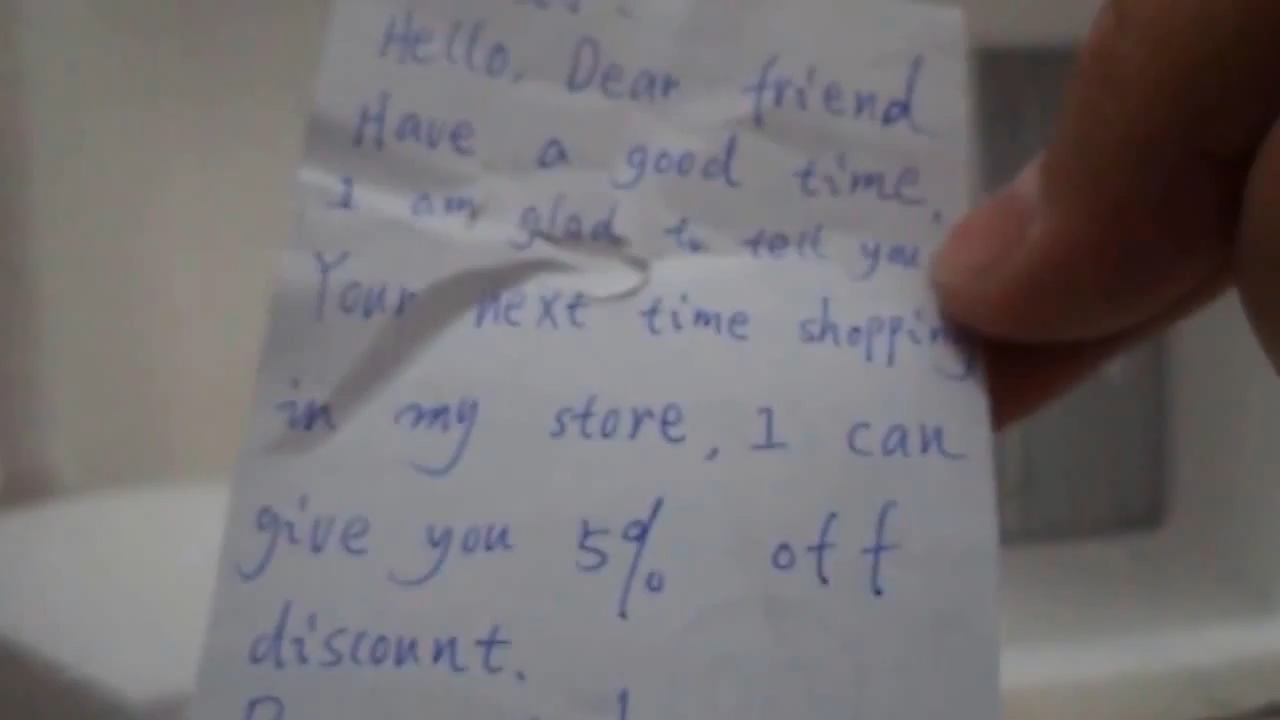 Hello, Dear friend
Have a good time.
I am glad to tell you
Your next time shopping
in my store, I can
give you 5% off
discount.